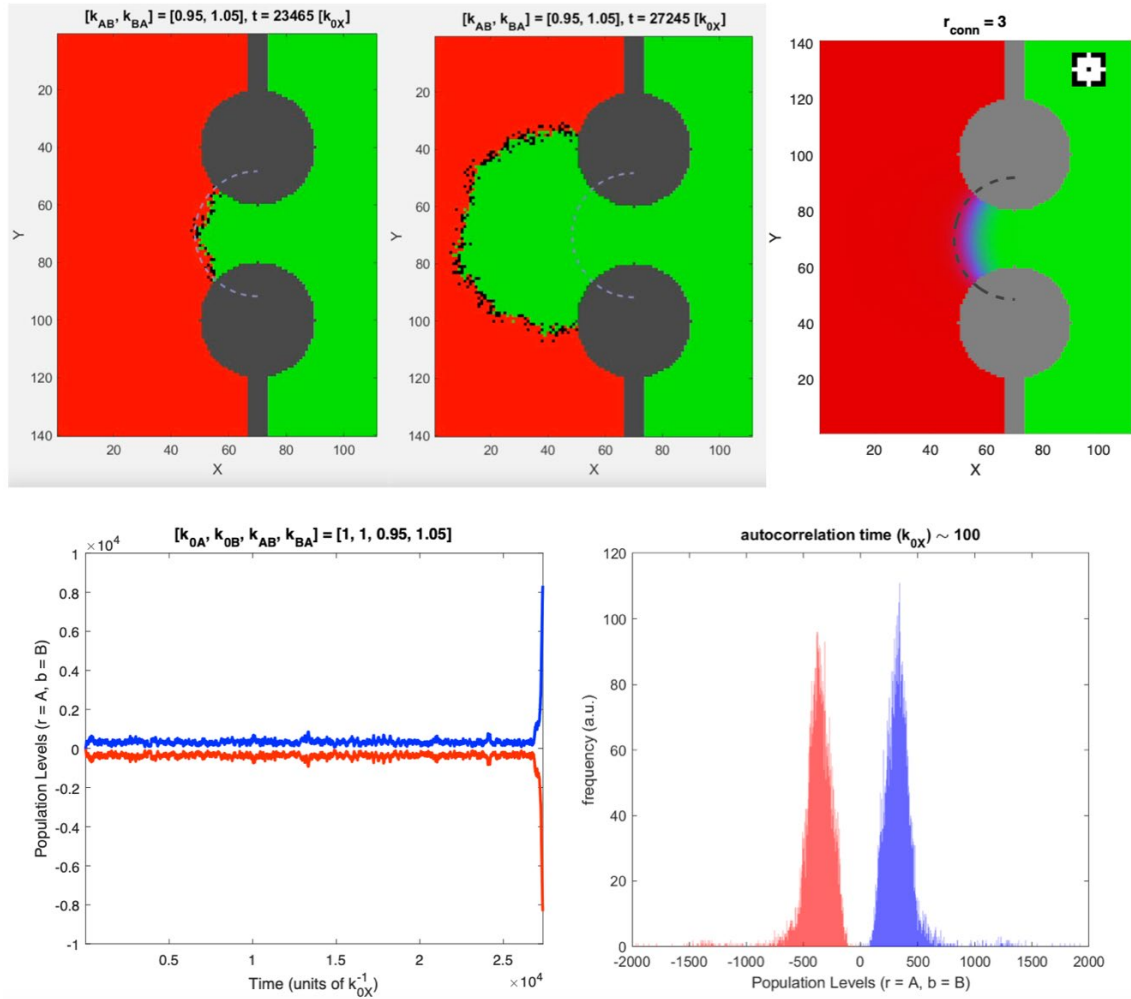 [k_AB, k_BA] = [0.95, 1.05], t = 23465 [k_0X]
20
40
60
80
100
120
140
Y
20 40 60 80 100
X
[k_AB, k_BA] = [0.95, 1.05], t = 27245 [k_0X]
20
40
60
80
100
120
140
Y
20 40 60 80 100
X
r_conn = 3
140
120
100
80
60
40
20
Y
20 40 60 80 100
X
[k_0A, k_0B, k_AB, k_BA] = [1, 1, 0.95, 1.05]
×10^4
1
0.8
0.6
0.4
0.2
0
-0.2
-0.4
-0.6
-0.8
-1
Population Levels (r = A, b = B)
0.5 1 1.5 2 2.5
×10^4
Time (units of k_0X^-1)
autocorrelation time (k_0X) ~ 100
120
100
80
60
40
20
0
frequency (a.u.)
-2000 -1500 -1000 -500 0 500 1000 1500 2000
Population Levels (r = A, b = B)